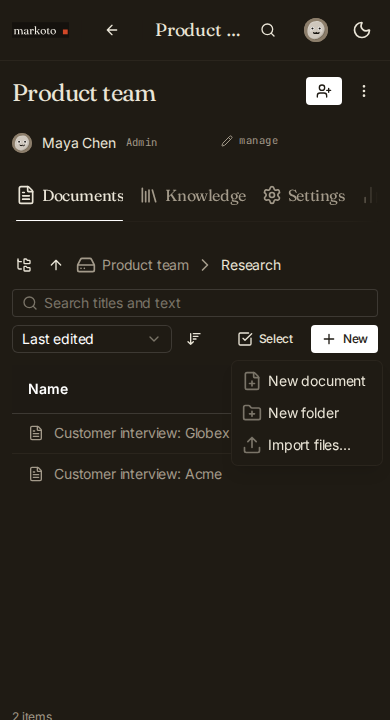 markoto
Product ...
Product team
Maya Chen Admin
manage
Documents Knowledge Settings
Product team Research
Search titles and text
Last edited
Select
New
Name
New document
New folder
Import files...
Customer interview: Globex
Customer interview: Acme
2 items